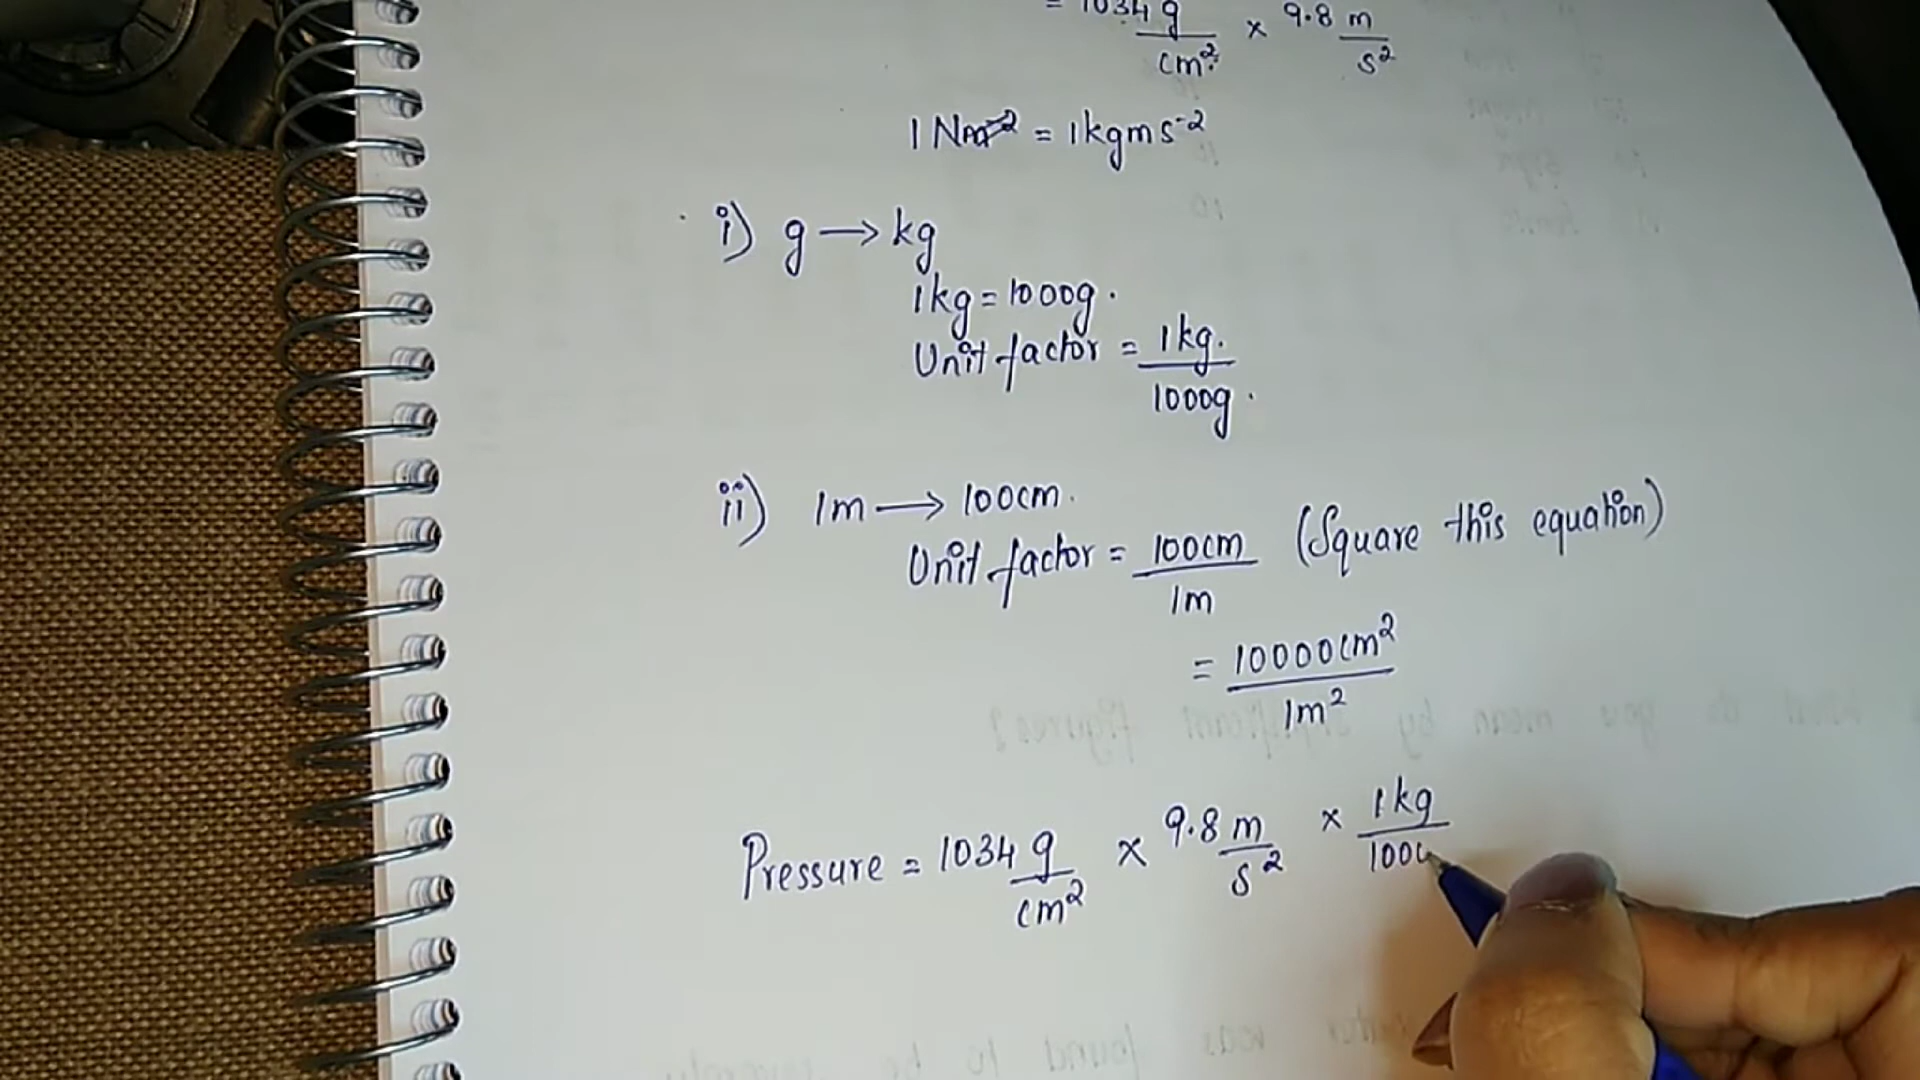 = 1034 g/cm² × 9.8 m/s²
1 Nm⁻² = 1kgms⁻²
i) g → kg
1kg = 1000g.
Unit factor = 1kg./1000g.
ii) 1m → 100cm.
Unit factor = 100cm/1m (Square this equation)
= 10000cm²/1m²
Pressure = 1034 g/cm² × 9.8 m/s² × 1kg/1000